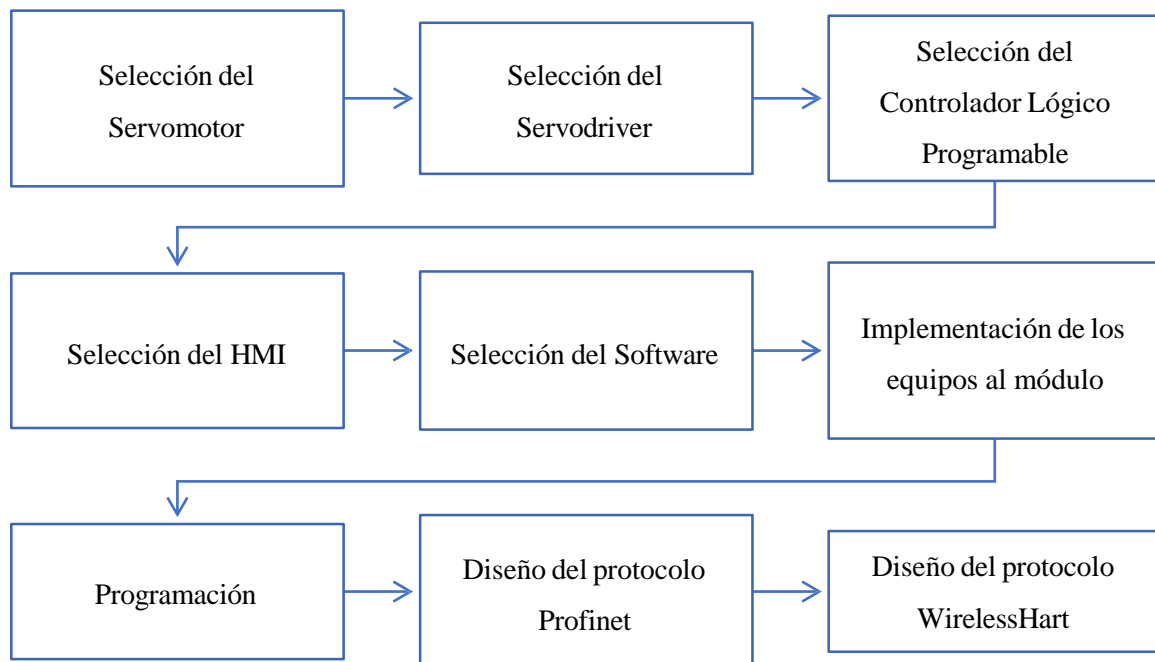 Selección del
Servomotor
Selección del
Servodriver
Selección del
Controlador Lógico
Programable
Selección del HMI
Selección del Software
Implementación de los
equipos al módulo
Programación
Diseño del protocolo
Profinet
Diseño del protocolo
WirelessHart